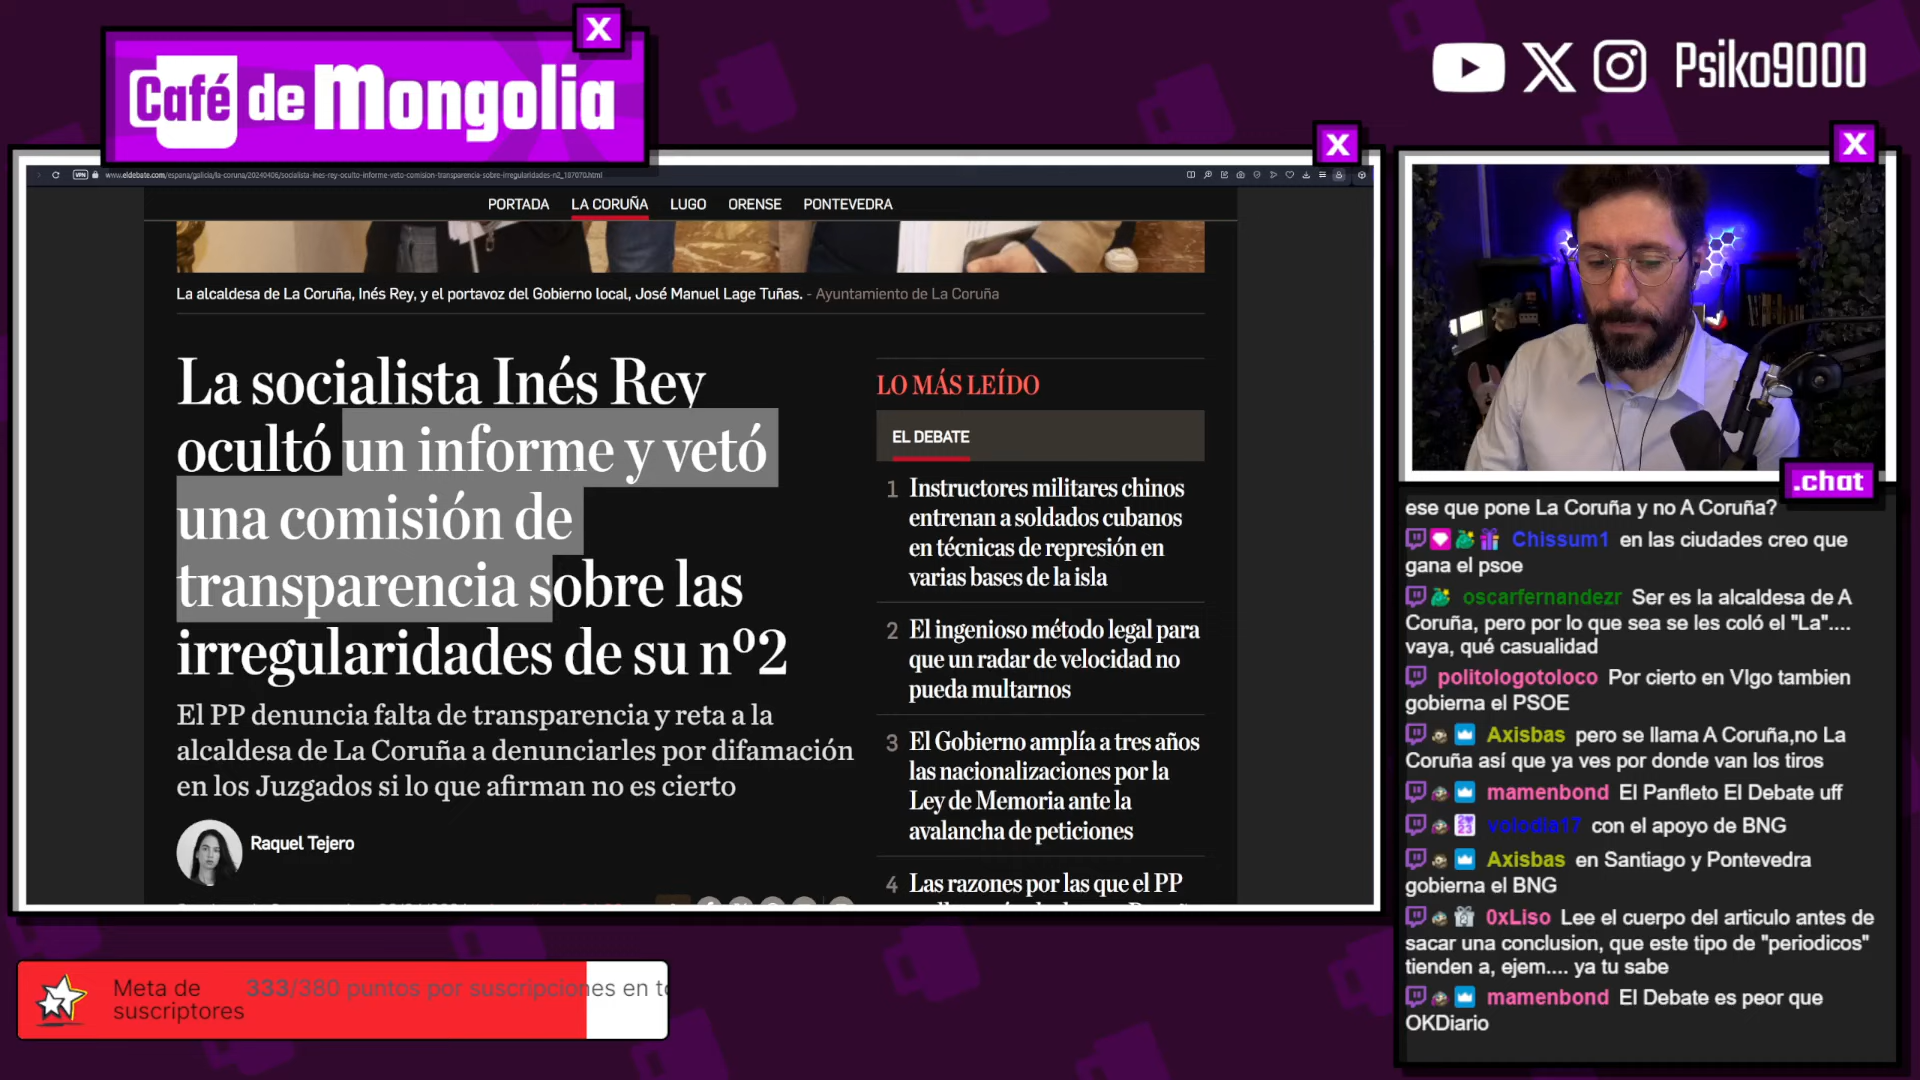 Café de Mongolia
X
Psiko9000
X
X
VPN
www.eldebate.com/espana/galicia/la-coruna/20240406/socialista-ines-rey-oculto-informe-veto-comision-transparencia-sobre-irregularidades-n2_187070.html
PORTADA LA CORUÑA LUGO ORENSE PONTEVEDRA
La alcaldesa de La Coruña, Inés Rey, y el portavoz del Gobierno local, José Manuel Lage Tuñas. - Ayuntamiento de La Coruña
La socialista Inés Rey
ocultó un informe y vetó
una comisión de
transparencia sobre las
irregularidades de su nº2
El PP denuncia falta de transparencia y reta a la
alcaldesa de La Coruña a denunciarles por difamación
en los Juzgados si lo que afirman no es cierto
Raquel Tejero
LO MÁS LEÍDO
EL DEBATE
1 Instructores militares chinos
entrenan a soldados cubanos
en técnicas de represión en
varias bases de la isla
2 El ingenioso método legal para
que un radar de velocidad no
pueda multarnos
3 El Gobierno amplía a tres años
las nacionalizaciones por la
Ley de Memoria ante la
avalancha de peticiones
4 Las razones por las que el PP
.chat
ese que pone La Coruña y no A Coruña?
Chissum1 en las ciudades creo que
gana el psoe
oscarfernandezr Ser es la alcaldesa de A
Coruña, pero por lo que sea se les coló el "La"....
vaya, qué casualidad
politologotoloco Por cierto en VIgo tambien
gobierna el PSOE
Axisbas pero se llama A Coruña,no La
Coruña así que ya ves por donde van los tiros
mamenbond El Panfleto El Debate uff
volodia17 con el apoyo de BNG
Axisbas en Santiago y Pontevedra
gobierna el BNG
0xLiso Lee el cuerpo del articulo antes de
sacar una conclusion, que este tipo de "periodicos"
tienden a, ejem.... ya tu sabe
mamenbond El Debate es peor que
OKDiario
Meta de
suscriptores
333/380 puntos por suscripciones en to